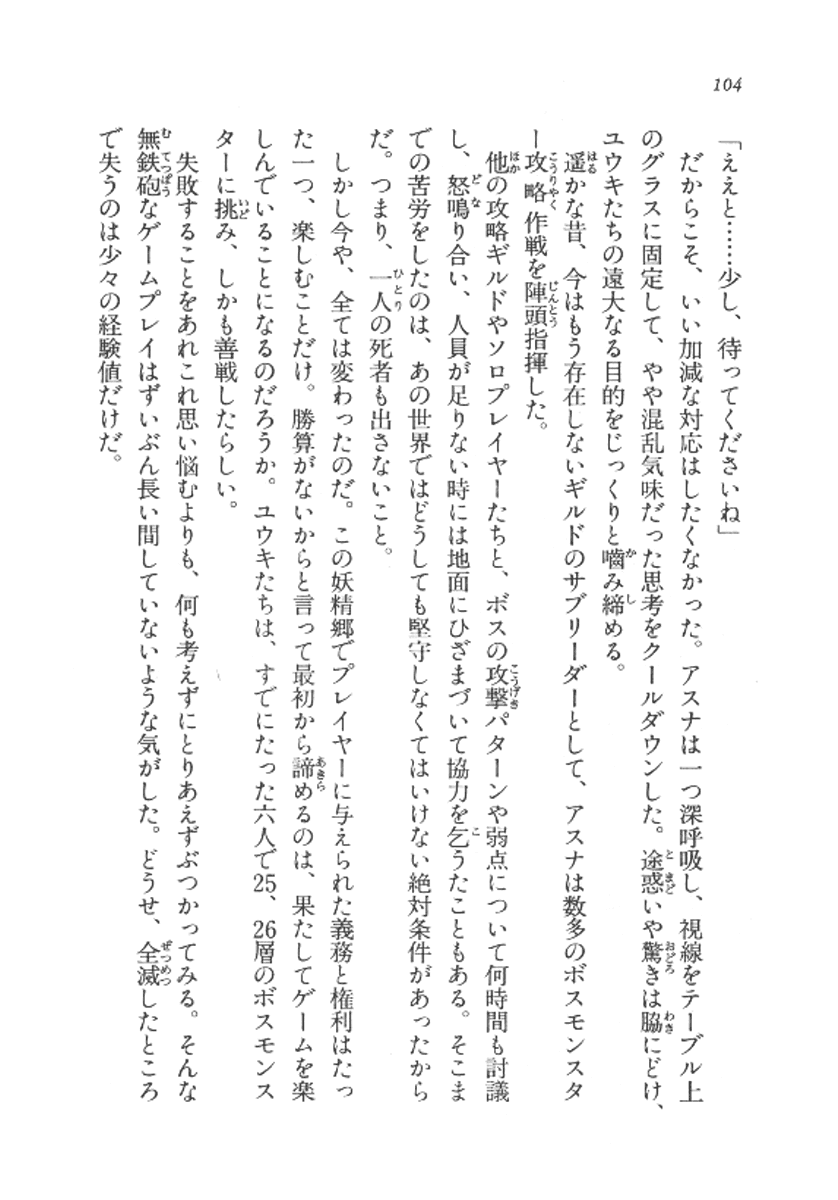 104
「ええと……少し、待ってくださいね」
だからこそ、いい加減な対応はしたくなかった。アスナは一つ深呼吸し、視線をテーブル上
のグラスに固定して、やや混乱気味だった思考をクールダウンした。途惑いや驚きは脇にどけ、
ユウキたちの遠大なる目的をじっくりと嚙み締める。
遥かな昔、今はもう存在しないギルドのサブリーダーとして、アスナは数多のボスモンスタ
ー攻略作戦を陣頭指揮した。
他の攻略ギルドやソロプレイヤーたちと、ボスの攻撃パターンや弱点について何時間も討議
し、怒鳴り合い、人員が足りない時には地面にひざまづいて協力を乞うたこともある。そこま
での苦労をしたのは、あの世界ではどうしても堅守しなくてはいけない絶対条件があったから
だ。つまり、一人の死者も出さないこと。
しかし今や、全ては変わったのだ。この妖精郷でプレイヤーに与えられた義務と権利はたっ
た一つ、楽しむことだけ。勝算がないからと言って最初から諦めるのは、果たしてゲームを楽
しんでいることになるのだろうか。ユウキたちは、すでにたった六人で25、26層のボスモンス
ターに挑み、しかも善戦したらしい。
失敗することをあれこれ思い悩むよりも、何も考えずにとりあえずぶつかってみる。そんな
無鉄砲なゲームプレイはずいぶん長い間していないような気がした。どうせ、全滅したところ
で失うのは少々の経験値だけだ。